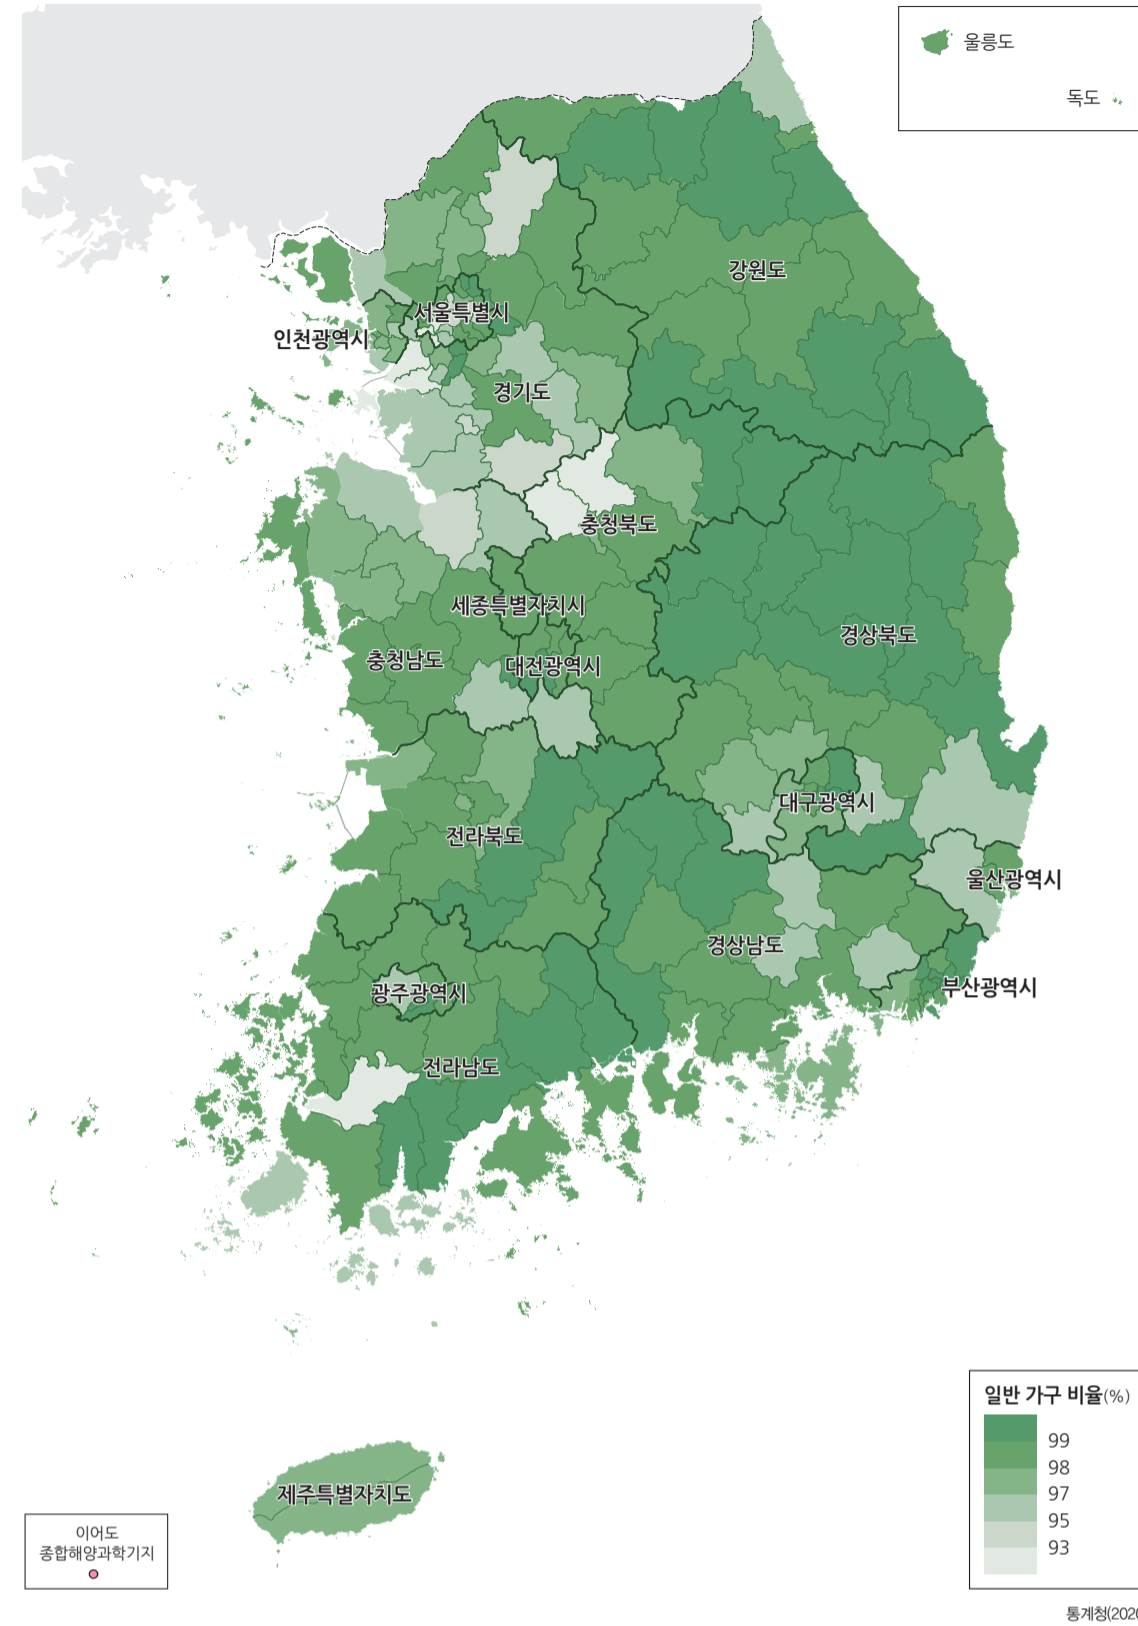 울릉도
독도
강원도
서울특별시
인천광역시
경기도
충청북도
세종특별자치시
경상북도
충청남도
대전광역시
대구광역시
전라북도
울산광역시
경상남도
광주광역시
부산광역시
전라남도
제주특별자치도
일반 가구 비율(%)
99
98
97
95
93
이어도
종합해양과학기지
통계청(202